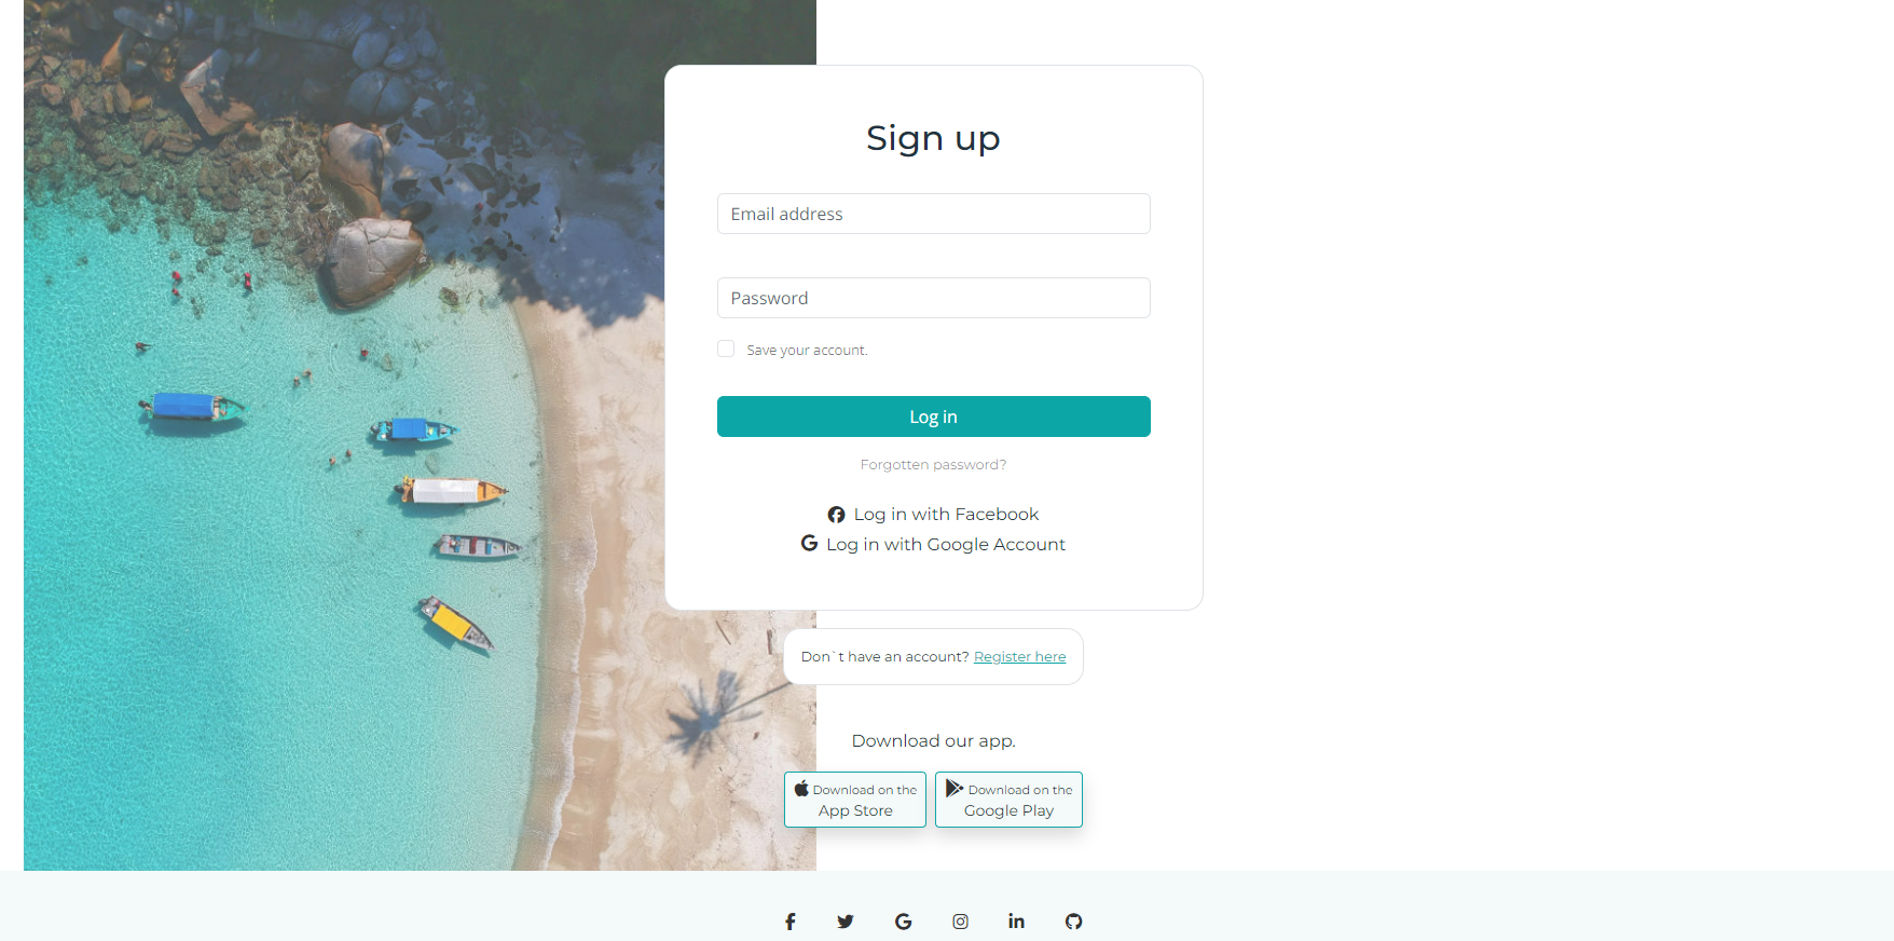 Sign up
Email address
Password
Save your account.
Log in
Forgotten password?
Log in with Facebook
Log in with Google Account
Don`t have an account? Register here
Download our app.
Download on the
App Store
Download on the
Google Play